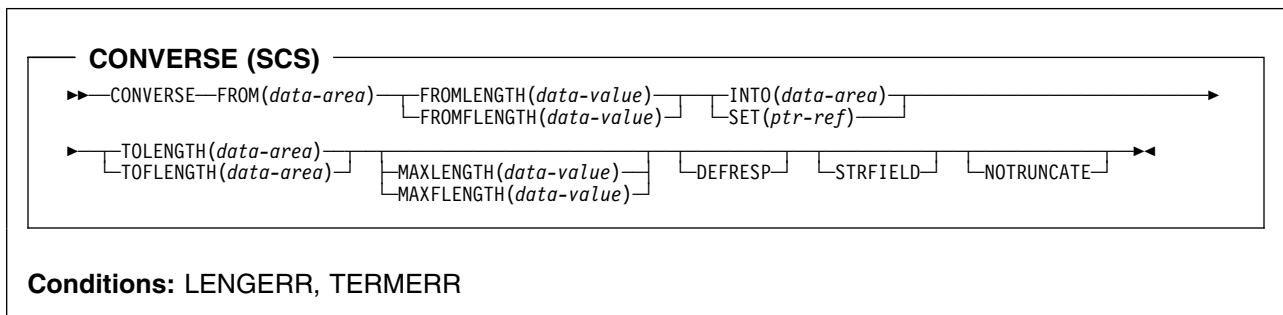 CONVERSE (SCS)
CONVERSE FROM(data-area) FROMLENGTH(data-value) INTO(data-area)
FROMFLENGTH(data-value) SET(ptr-ref)
TOLENGTH(data-area)
TOFLENGTH(data-area) MAXLENGTH(data-value) DEFRESP STRFIELD NOTRUNCATE
MAXFLENGTH(data-value)
Conditions: LENGERR, TERMERR